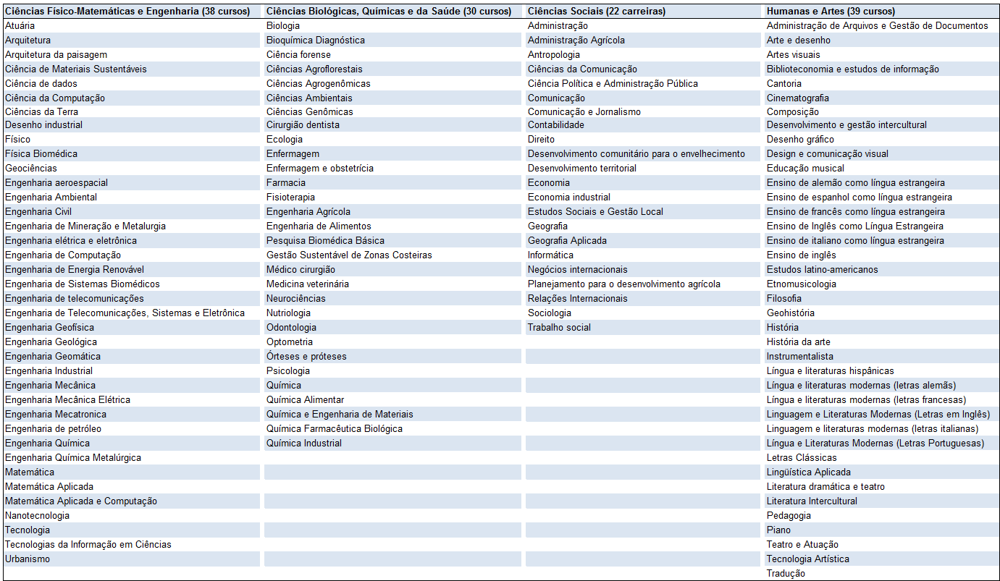 Ciências Físico-Matemáticas e Engenharia (38 cursos) Ciências Biológicas, Químicas e da Saúde (30 cursos) Ciências Sociais (22 carreiras) Humanas e Artes (39 cursos)
Atuária Biologia Administração Administração de Arquivos e Gestão de Documentos
Arquitetura Bioquímica Diagnóstica Administração Agrícola Arte e desenho
Arquitetura da paisagem Ciência forense Antropologia Artes visuais
Ciência de Materiais Sustentáveis Ciências Agroflorestais Ciências da Comunicação Biblioteconomia e estudos de informação
Ciência de dados Ciências Agrogenômicas Ciência Política e Administração Pública Cantoria
Ciência da Computação Ciências Ambientais Comunicação Cinematografia
Ciências da Terra Ciências Genômicas Comunicação e Jornalismo Composição
Desenho industrial Cirurgião dentista Contabilidade Desenvolvimento e gestão intercultural
Físico Ecologia Direito Desenho gráfico
Física Biomédica Enfermagem Desenvolvimento comunitário para o envelhecimento Design e comunicação visual
Geociências Enfermagem e obstetrícia Desenvolvimento territorial Educação musical
Engenharia aeroespacial Farmacia Economia Ensino de alemão como língua estrangeira
Engenharia Ambiental Fisioterapia Economia industrial Ensino de espanhol como língua estrangeira
Engenharia Civil Engenharia Agrícola Estudos Sociais e Gestão Local Ensino de francês como língua estrangeira
Engenharia de Mineração e Metalurgia Engenharia de Alimentos Geografia Ensino de Inglês como Língua Estrangeira
Engenharia elétrica e eletrônica Pesquisa Biomédica Básica Geografia Aplicada Ensino de italiano como língua estrangeira
Engenharia de Computação Gestão Sustentável de Zonas Costeiras Informática Ensino de inglês
Engenharia de Energia Renovável Médico cirurgião Negócios internacionais Estudos latino-americanos
Engenharia de Sistemas Biomédicos Medicina veterinária Planejamento para o desenvolvimento agrícola Etnomusicologia
Engenharia de telecomunicações Neurociências Relações Internacionais Filosofia
Engenharia de Telecomunicações, Sistemas e Eletrônica Nutriologia Sociologia Geohistória
Engenharia Geofísica Odontologia Trabalho social História
Engenharia Geológica Optometria História da arte
Engenharia Geomática Órteses e próteses Instrumentalista
Engenharia Industrial Psicologia Língua e literaturas hispânicas
Engenharia Mecânica Química Língua e literaturas modernas (letras alemãs)
Engenharia Mecânica Elétrica Química Alimentar Língua e literaturas modernas (letras francesas)
Engenharia Mecatronica Química e Engenharia de Materiais Linguagem e Literaturas Modernas (Letras em Inglês)
Engenharia de petróleo Química Farmacêutica Biológica Linguagem e literaturas modernas (letras italianas)
Engenharia Química Química Industrial Língua e Literaturas Modernas (Letras Portuguesas)
Engenharia Química Metalúrgica Letras Clássicas
Matemática Lingüística Aplicada
Matemática Aplicada Literatura dramática e teatro
Matemática Aplicada e Computação Literatura Intercultural
Nanotecnologia Pedagogia
Tecnologia Piano
Tecnologias da Informação em Ciências Teatro e Atuação
Urbanismo Tecnologia Artística
Tradução